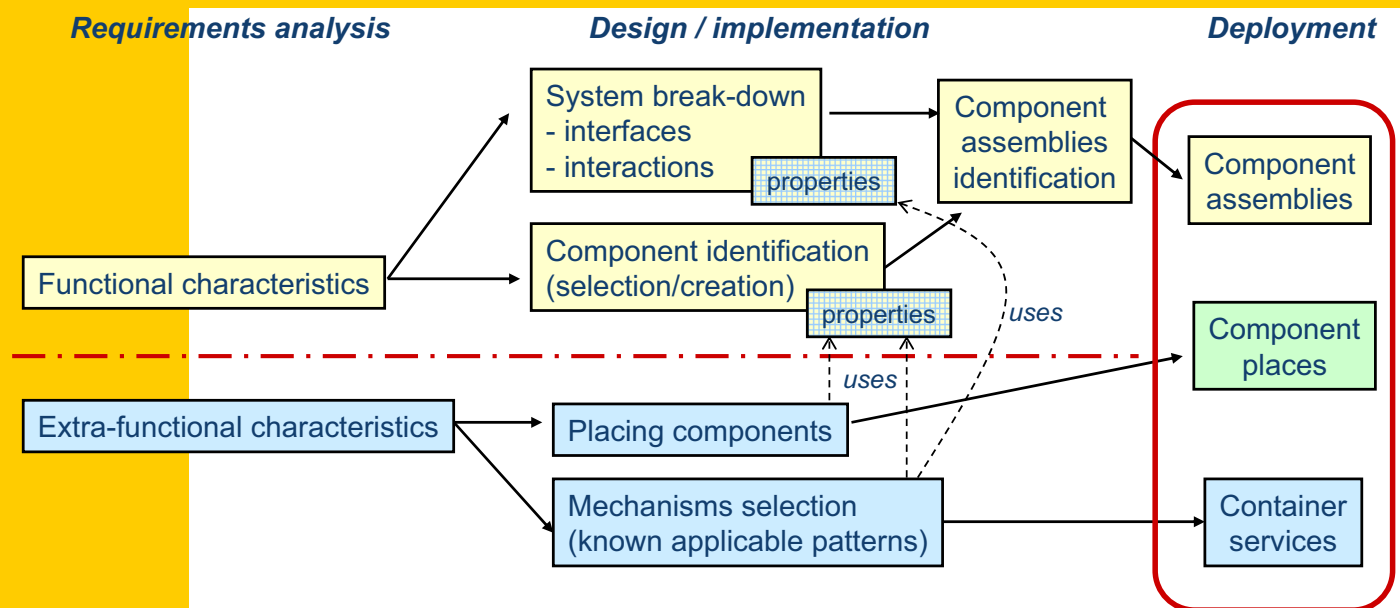 Requirements analysis
Design / implementation
Deployment
System break-down
- interfaces
- interactions
properties
Component
assemblies
identification
Component
assemblies
Functional characteristics
Component identification
(selection/creation)
properties
uses
Component
places
uses
Extra-functional characteristics
Placing components
Mechanisms selection
(known applicable patterns)
Container
services